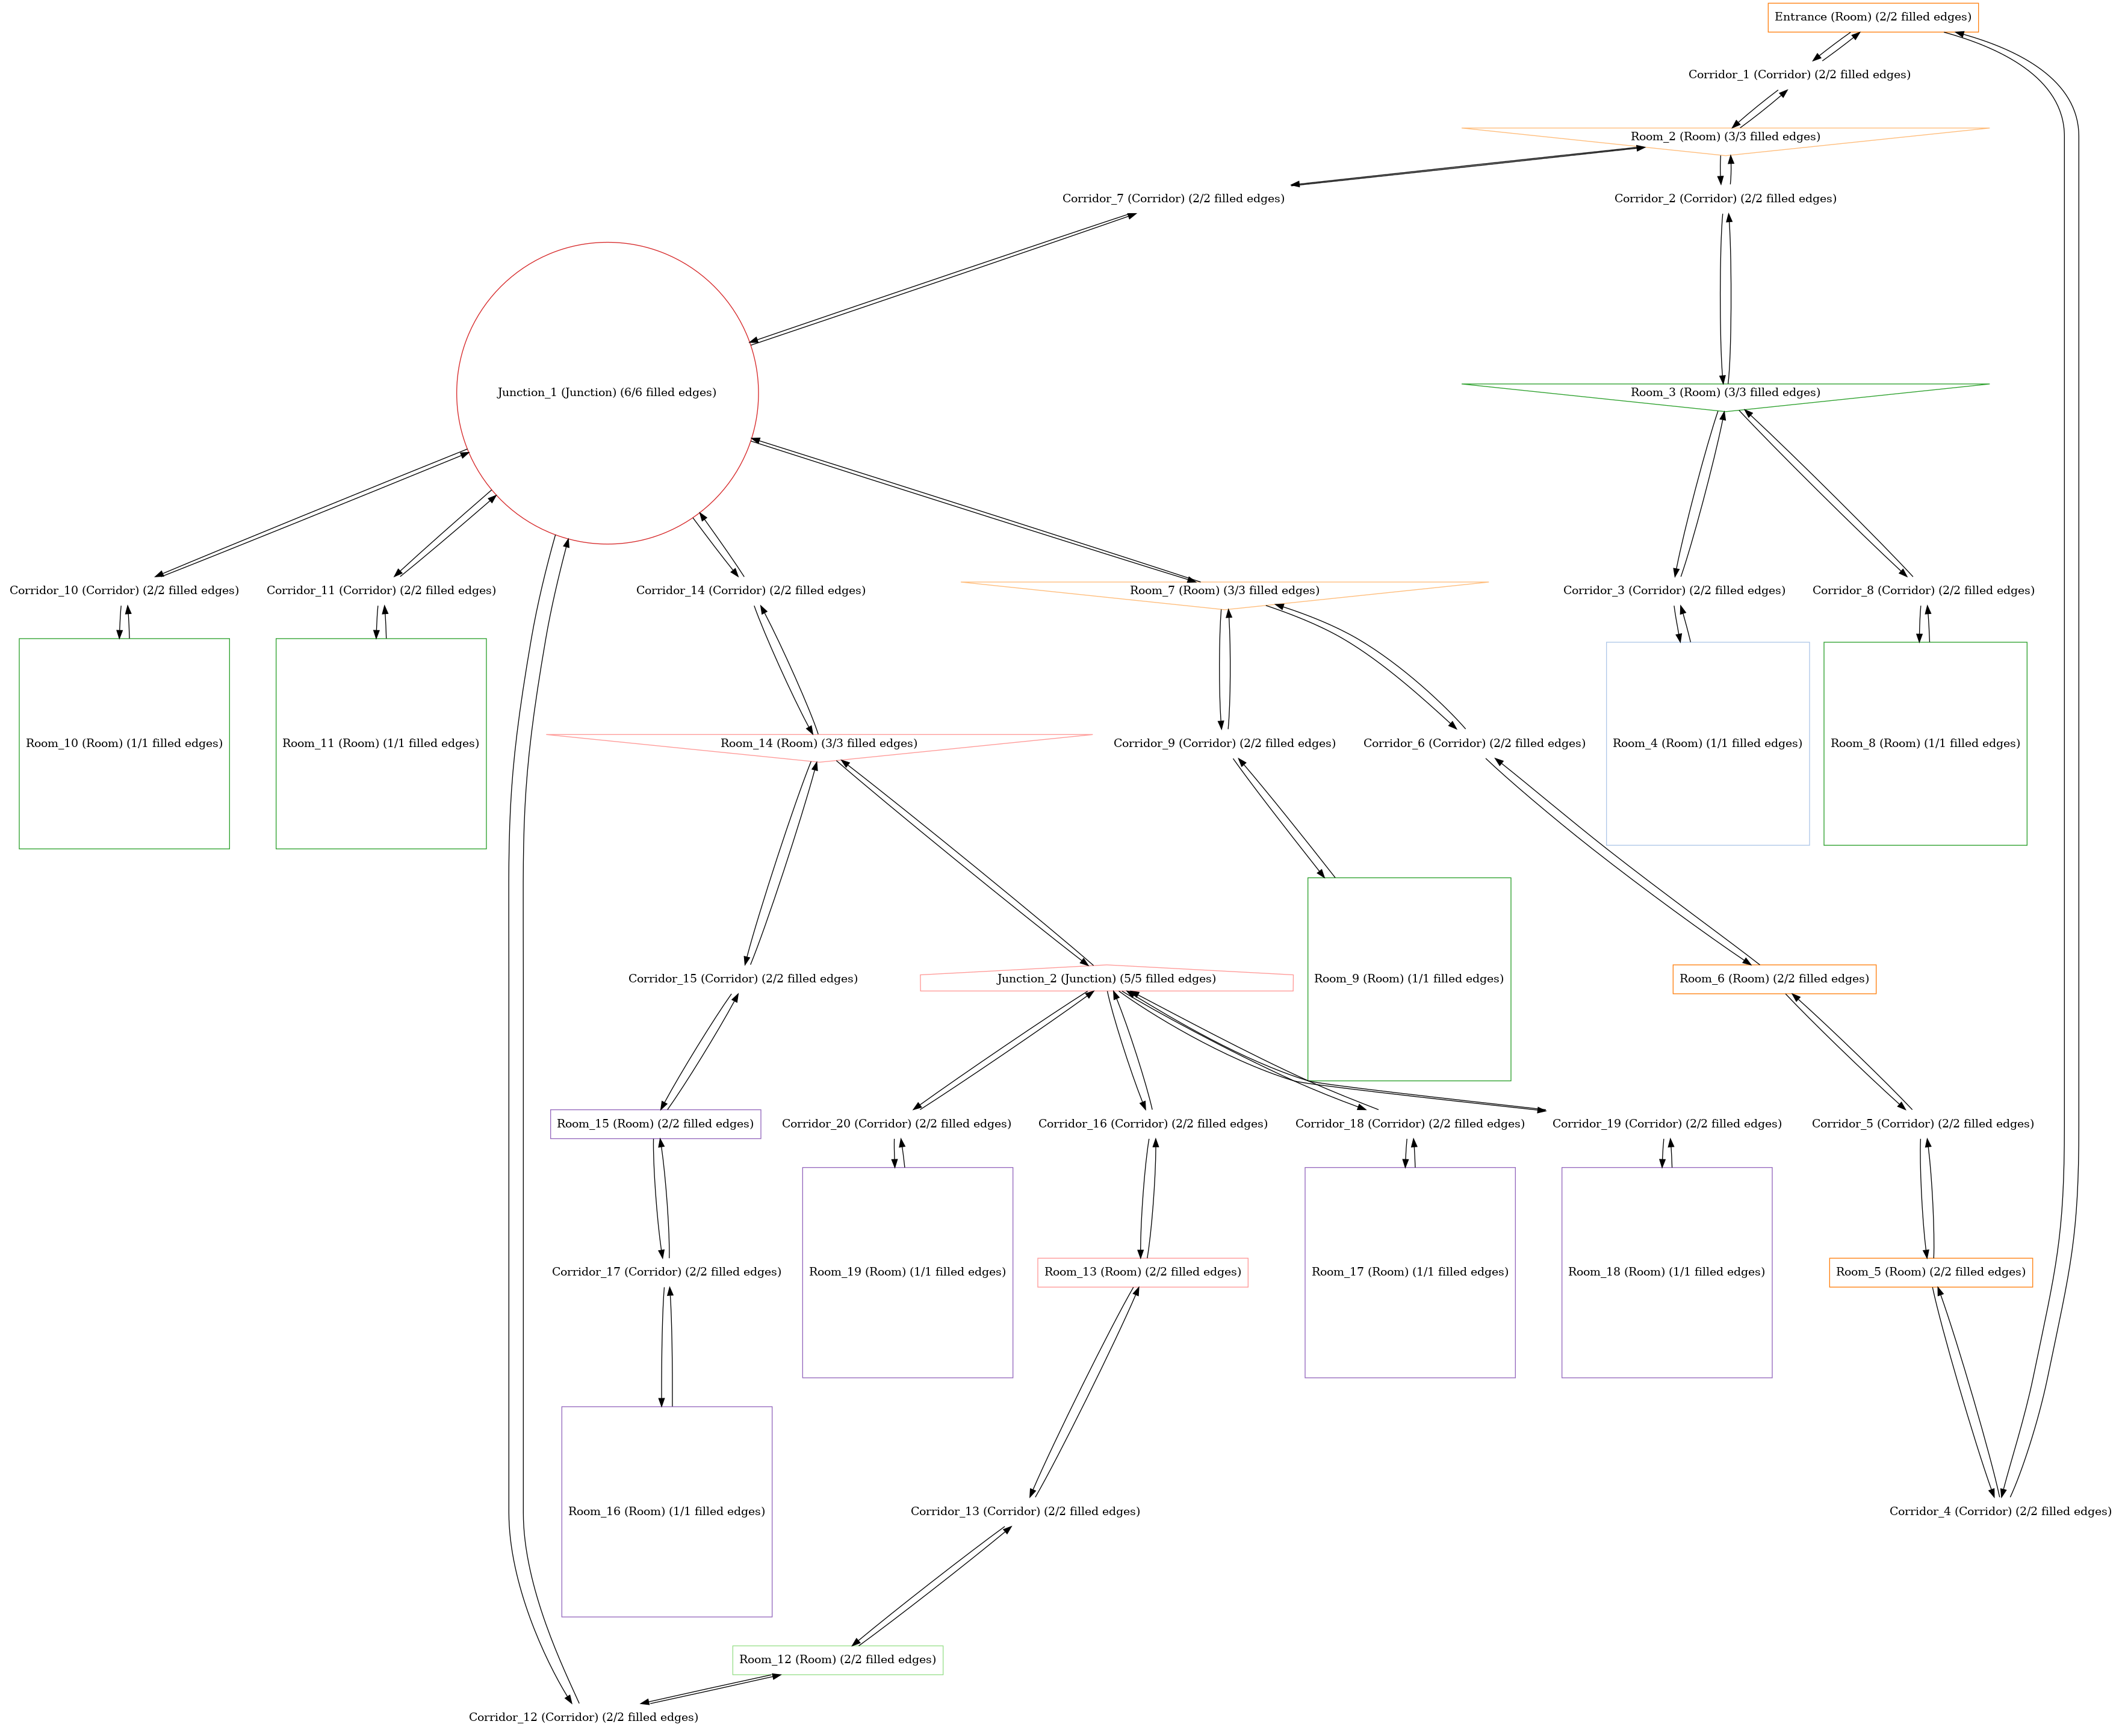 Entrance (Room) (2/2 filled edges)
Corridor_1 (Corridor) (2/2 filled edges)
Room_2 (Room) (3/3 filled edges)
Corridor_7 (Corridor) (2/2 filled edges)
Corridor_2 (Corridor) (2/2 filled edges)
Junction_1 (Junction) (6/6 filled edges)
Room_3 (Room) (3/3 filled edges)
Corridor_10 (Corridor) (2/2 filled edges)
Corridor_11 (Corridor) (2/2 filled edges)
Corridor_14 (Corridor) (2/2 filled edges)
Room_7 (Room) (3/3 filled edges)
Corridor_3 (Corridor) (2/2 filled edges)
Corridor_8 (Corridor) (2/2 filled edges)
Room_10 (Room) (1/1 filled edges)
Room_11 (Room) (1/1 filled edges)
Room_14 (Room) (3/3 filled edges)
Corridor_9 (Corridor) (2/2 filled edges)
Corridor_6 (Corridor) (2/2 filled edges)
Room_4 (Room) (1/1 filled edges)
Room_8 (Room) (1/1 filled edges)
Corridor_15 (Corridor) (2/2 filled edges)
Junction_2 (Junction) (5/5 filled edges)
Room_9 (Room) (1/1 filled edges)
Room_6 (Room) (2/2 filled edges)
Room_15 (Room) (2/2 filled edges)
Corridor_20 (Corridor) (2/2 filled edges)
Corridor_16 (Corridor) (2/2 filled edges)
Corridor_18 (Corridor) (2/2 filled edges)
Corridor_19 (Corridor) (2/2 filled edges)
Corridor_5 (Corridor) (2/2 filled edges)
Corridor_17 (Corridor) (2/2 filled edges)
Room_19 (Room) (1/1 filled edges)
Room_13 (Room) (2/2 filled edges)
Room_17 (Room) (1/1 filled edges)
Room_18 (Room) (1/1 filled edges)
Room_5 (Room) (2/2 filled edges)
Room_16 (Room) (1/1 filled edges)
Corridor_13 (Corridor) (2/2 filled edges)
Corridor_4 (Corridor) (2/2 filled edges)
Room_12 (Room) (2/2 filled edges)
Corridor_12 (Corridor) (2/2 filled edges)